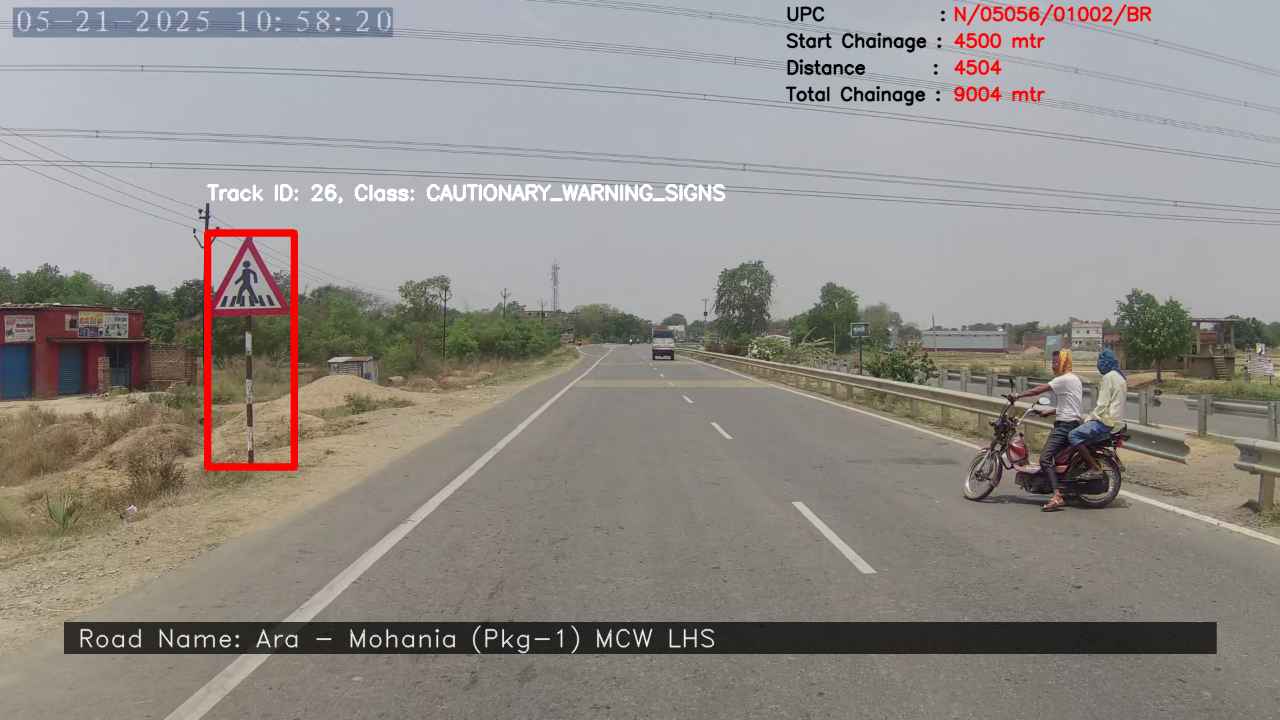 05-21-2025 10:58:20
UPC : N/05056/01002/BR
Start Chainage : 4500 mtr
Distance : 4504
Total Chainage : 9004 mtr
Track ID: 26, Class: CAUTIONARY_WARNING_SIGNS
Road Name: Ara - Mohania (Pkg-1) MCW LHS